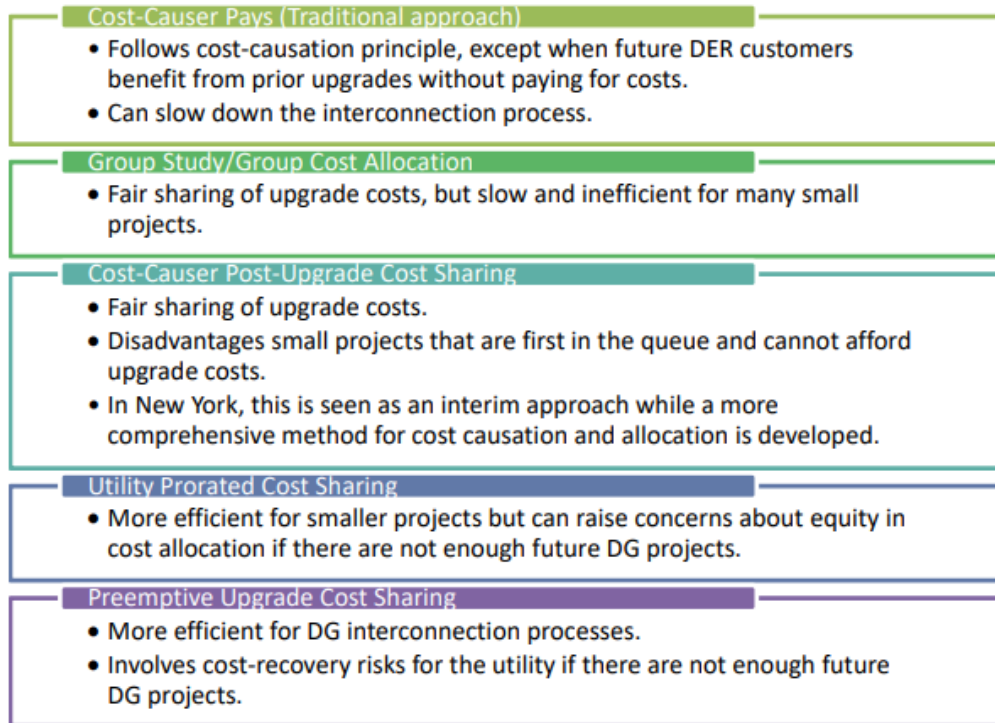 Cost-Causer Pays (Traditional approach)
• Follows cost-causation principle, except when future DER customers
benefit from prior upgrades without paying for costs.
• Can slow down the interconnection process.
Group Study/Group Cost Allocation
• Fair sharing of upgrade costs, but slow and inefficient for many small
projects.
Cost-Causer Post-Upgrade Cost Sharing
• Fair sharing of upgrade costs.
• Disadvantages small projects that are first in the queue and cannot afford
upgrade costs.
• In New York, this is seen as an interim approach while a more
comprehensive method for cost causation and allocation is developed.
Utility Prorated Cost Sharing
• More efficient for smaller projects but can raise concerns about equity in
cost allocation if there are not enough future DG projects.
Preemptive Upgrade Cost Sharing
• More efficient for DG interconnection processes.
• Involves cost-recovery risks for the utility if there are not enough future
DG projects.